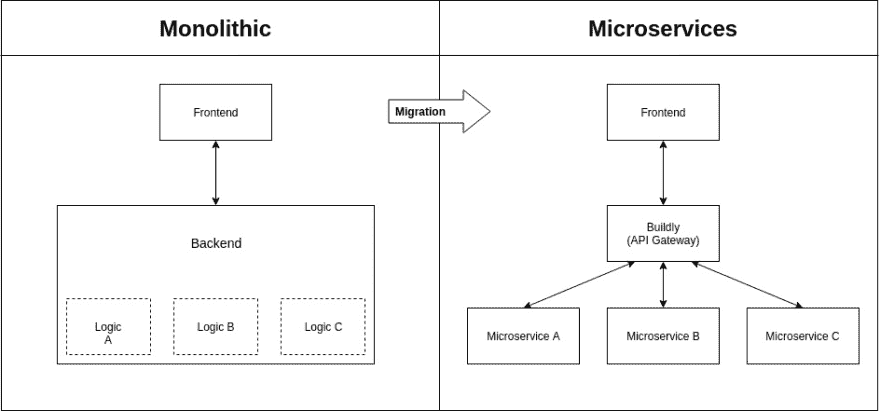 Monolithic
Microservices
Frontend
Migration
Frontend
Backend
Buildly
(API Gateway)
Logic
A
Logic B
Logic C
Microservice A
Microservice B
Microservice C